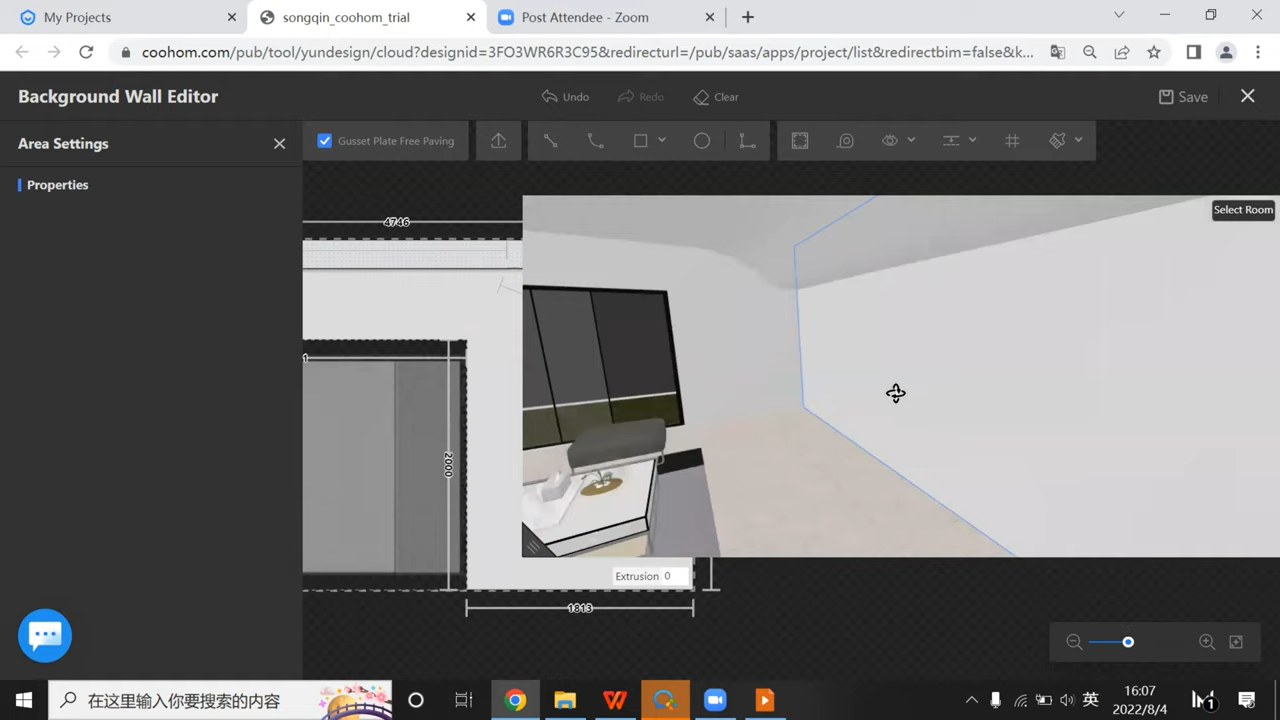 My Projects
songqin_coohom_trial
Post Attendee - Zoom
coohom.com/pub/tool/yundesign/cloud?designid=3FO3WR6R3C95&redirecturl=/pub/saas/apps/project/list&redirectbim=false&k...
Background Wall Editor
Undo
Redo
Clear
Save
Area Settings
Gusset Plate Free Paving
Properties
4746
Select Room
1
2000
Extrusion 0
1813
在这里输入你要搜索的内容
英
16:07
2022/8/4
1